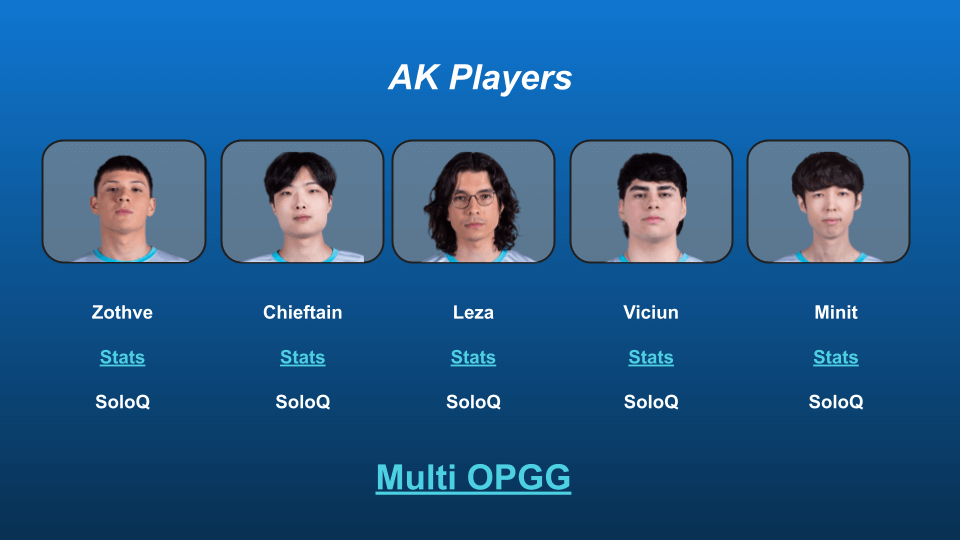 AK Players
Zothve Chieftain Leza Viciun Minit
Stats Stats Stats Stats Stats
SoloQ SoloQ SoloQ SoloQ SoloQ
Multi OPGG